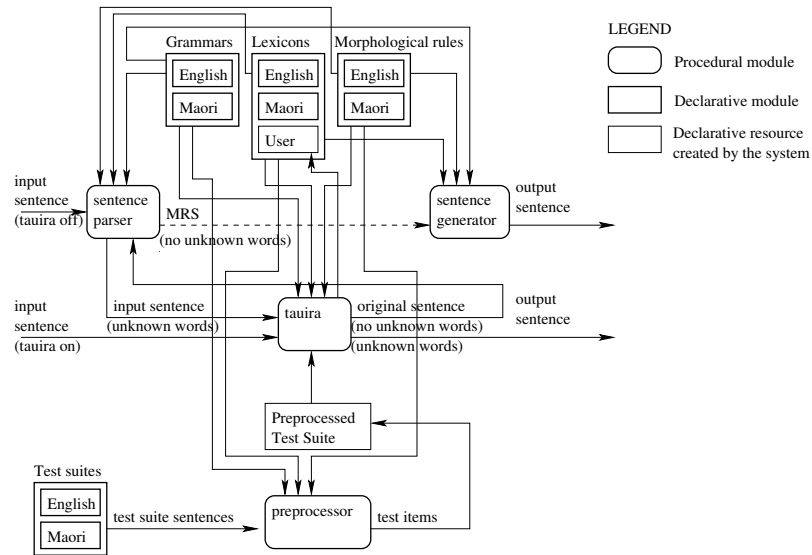 Grammars
Lexicons
Morphological rules
LEGEND
English
English
English
Procedural module
Maori
Maori
Maori
Declarative module
User
Declarative resource
created by the system
input
sentence
(tauira off)
sentence
parser
MRS
(no unknown words)
sentence
generator
output
sentence
input
sentence
(tauira on)
input sentence
(unknown words)
tauira
original sentence
(no unknown words)
(unknown words)
output
sentence
Preprocessed
Test Suite
Test suites
English
Maori
test suite sentences
preprocessor
test items